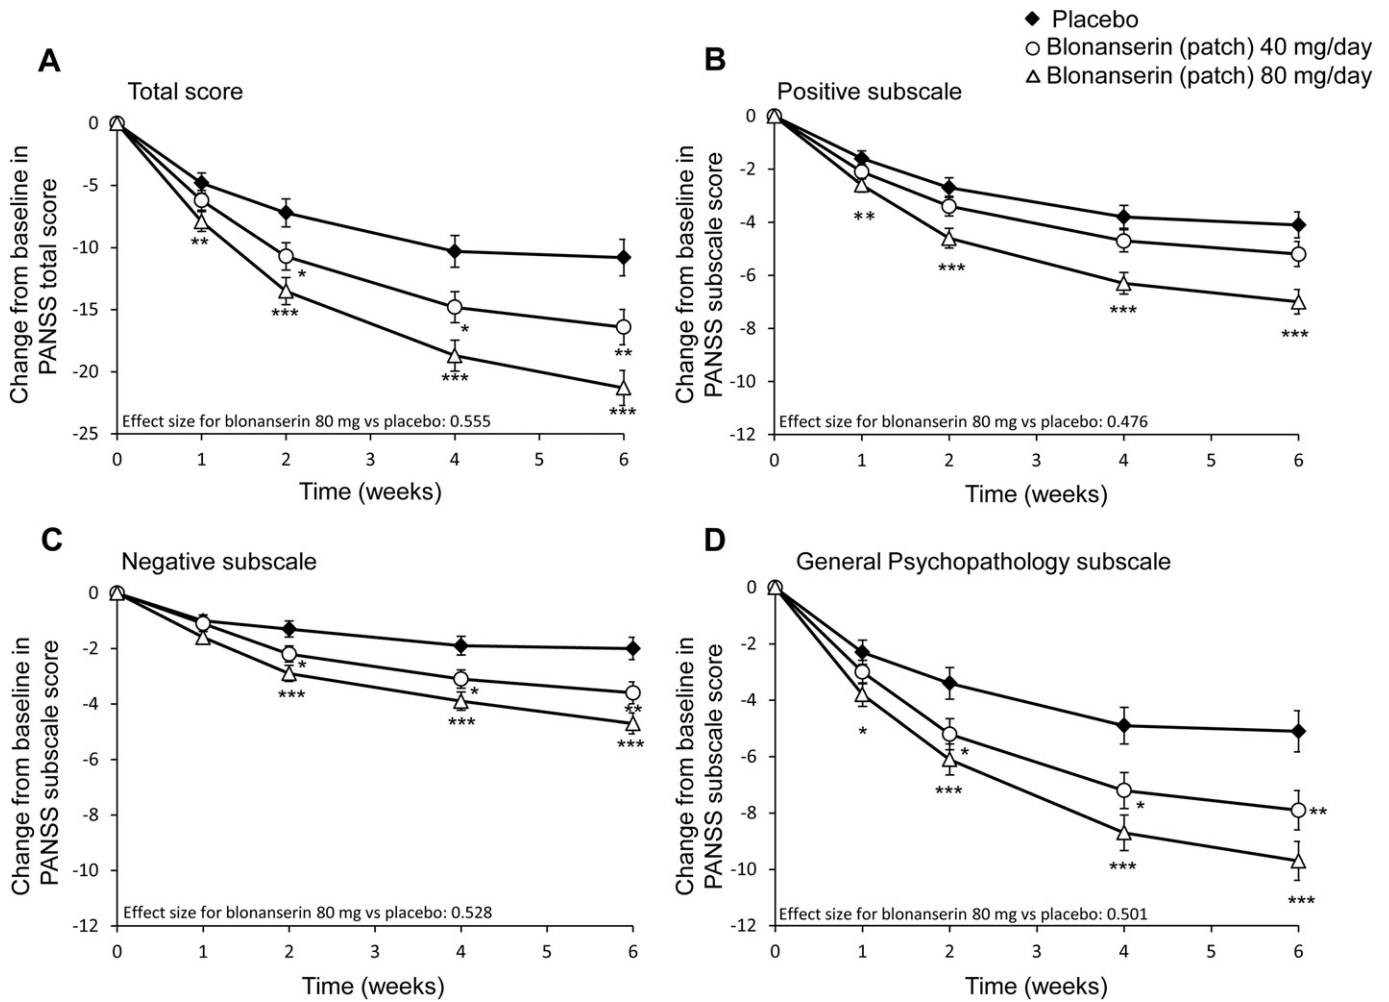 Placebo
Blonanserin (patch) 40 mg/day
Blonanserin (patch) 80 mg/day
A
Total score
Change from baseline in
PANSS total score
0
-5
-10
-15
-20
-25
**
*
***
*
***
**
***
Effect size for blonanserin 80 mg vs placebo: 0.555
0 1 2 3 4 5 6
Time (weeks)
B
Positive subscale
Change from baseline in
PANSS subscale score
0
-2
-4
-6
-8
-10
-12
**
***
***
***
Effect size for blonanserin 80 mg vs placebo: 0.476
0 1 2 3 4 5 6
Time (weeks)
C
Negative subscale
Change from baseline in
PANSS subscale score
0
-2
-4
-6
-8
-10
-12
*
***
*
***
**
***
Effect size for blonanserin 80 mg vs placebo: 0.528
0 1 2 3 4 5 6
Time (weeks)
D
General Psychopathology subscale
Change from baseline in
PANSS subscale score
0
-2
-4
-6
-8
-10
-12
*
*
***
*
***
**
***
Effect size for blonanserin 80 mg vs placebo: 0.501
0 1 2 3 4 5 6
Time (weeks)